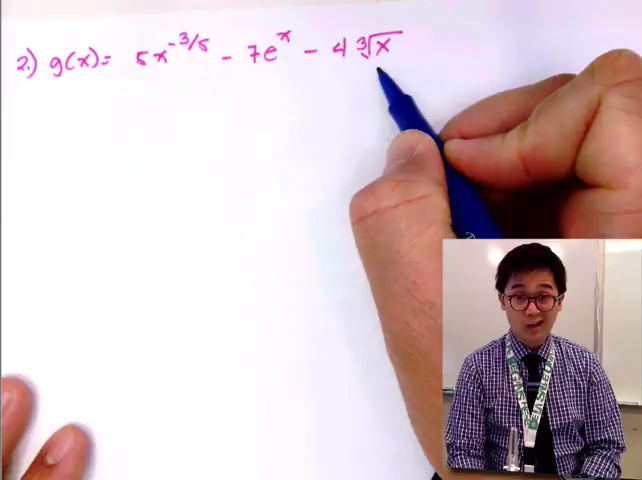 2.) g(x) = 5x^{-3/5} - 7e^x - 4∛x